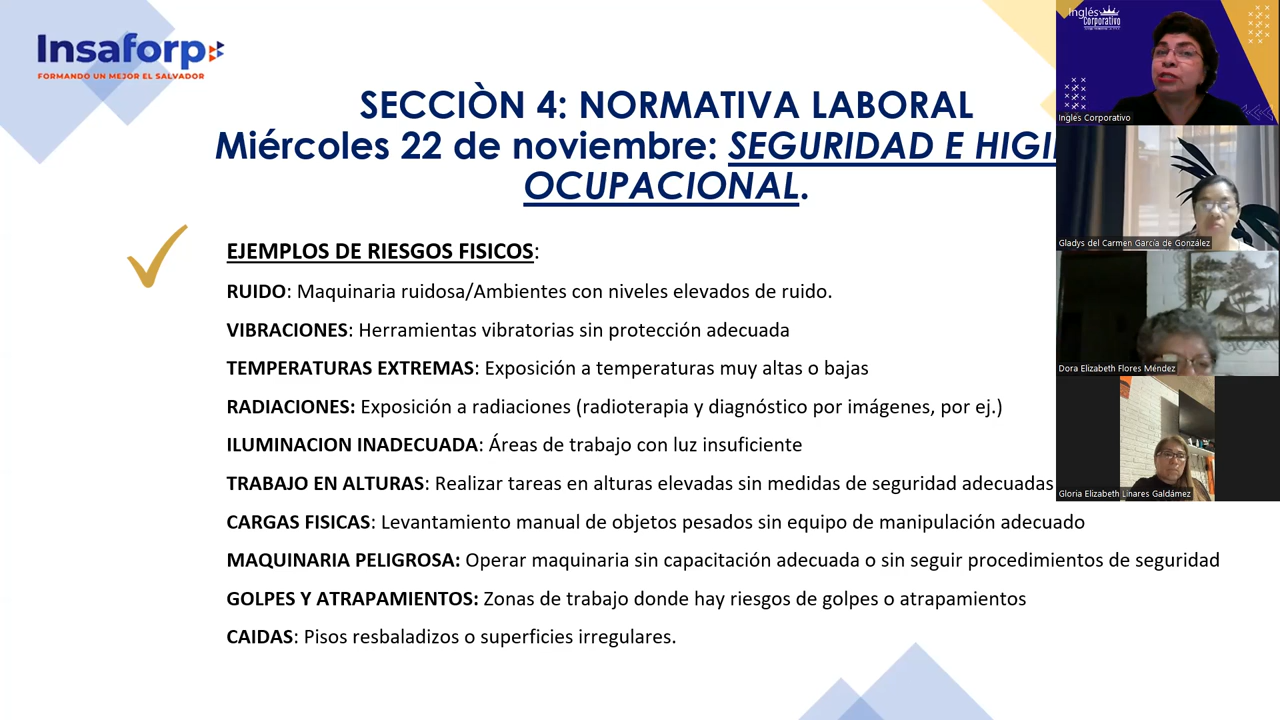 Insaforp
FORMANDO UN MEJOR EL SALVADOR
SECCIÒN 4: NORMATIVA LABORAL
Miércoles 22 de noviembre: SEGURIDAD E
OCUPACIONAL.
EJEMPLOS DE RIESGOS FISICOS:
RUIDO: Maquinaria ruidosa/Ambientes con niveles elevados de ruido.
VIBRACIONES: Herramientas vibratorias sin protección adecuada
TEMPERATURAS EXTREMAS: Exposición a temperaturas muy altas o bajas
RADIACIONES: Exposición a radiaciones (radioterapia y diagnóstico por imágenes, por ej.)
ILUMINACION INADECUADA: Áreas de trabajo con luz insuficiente
TRABAJO EN ALTURAS: Realizar tareas en alturas elevadas sin medidas de seguridad adecuadas
CARGAS FISICAS: Levantamiento manual de objetos pesados sin equipo de manipulación adecuado
MAQUINARIA PELIGROSA: Operar maquinaria sin capacitación adecuada o sin seguir procedimientos de seguridad
GOLPES Y ATRAPAMIENTOS: Zonas de trabajo donde hay riesgos de golpes o atrapamientos
CAIDAS: Pisos resbaladizos o superficies irregulares.
Inglés
Corporativo
Inglés Corporativo
Gladys del Carmen García de González
Dora Elizabeth Flores Méndez
Gloria Elizabeth Linares Galdámez